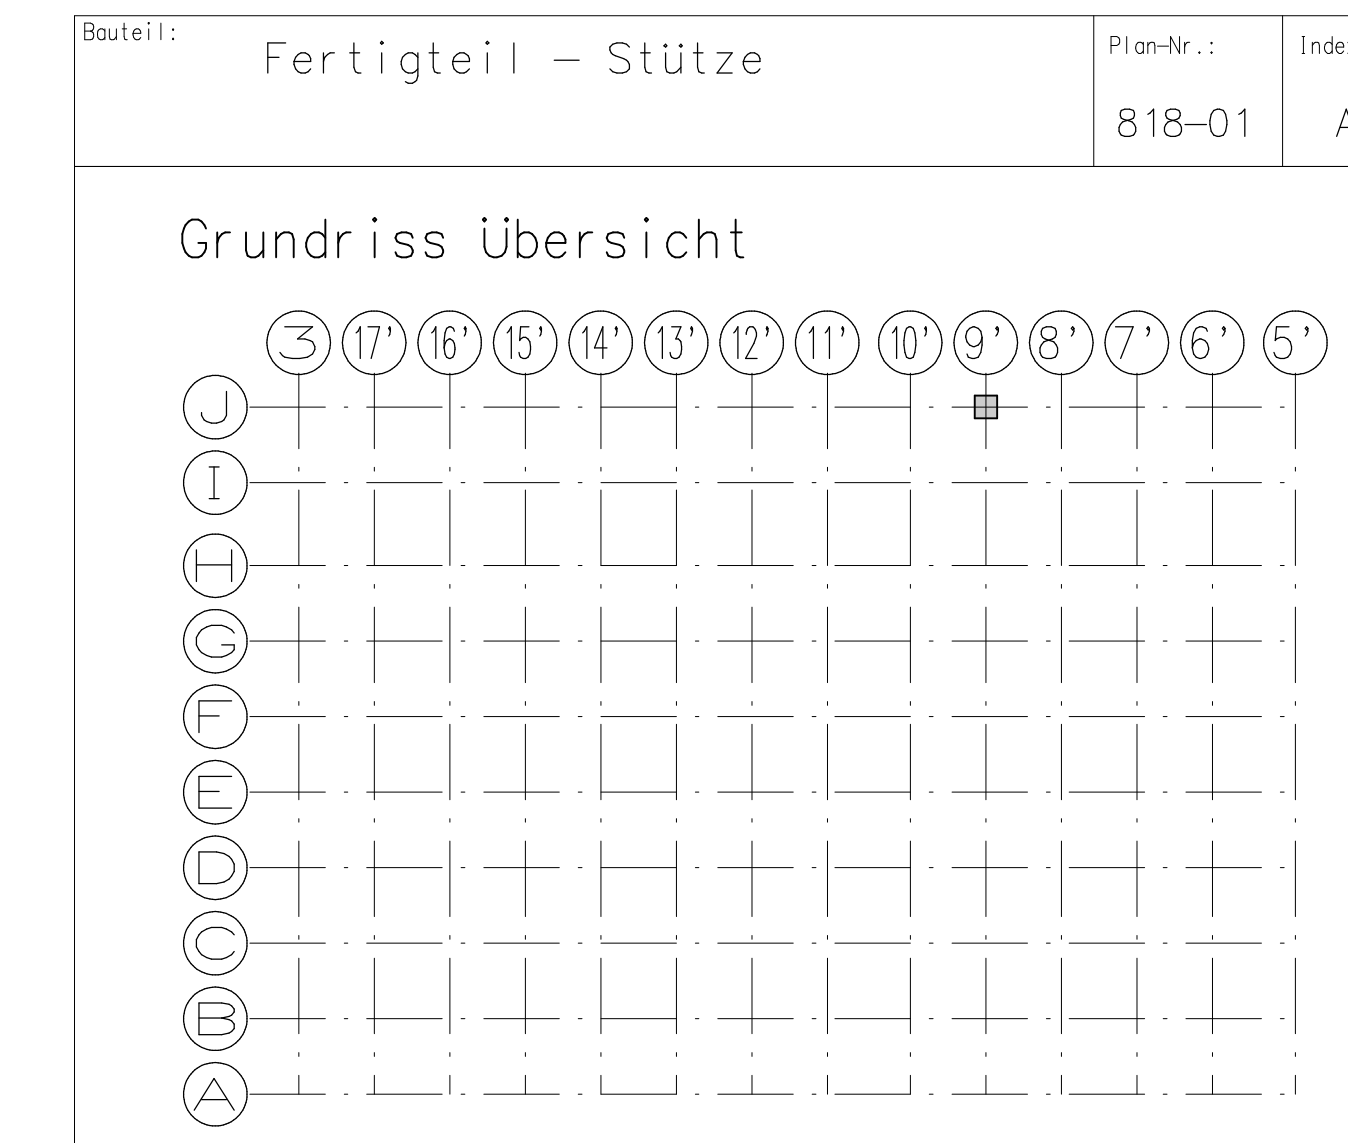 Bauteil:
Fertigteil – Stütze
Plan–Nr.:
818–01
Grundriss Übersicht
3 17' 16' 15' 14' 13' 12' 11' 10' 9' 8' 7' 6' 5'
J
I
H
G
F
E
D
C
B
A